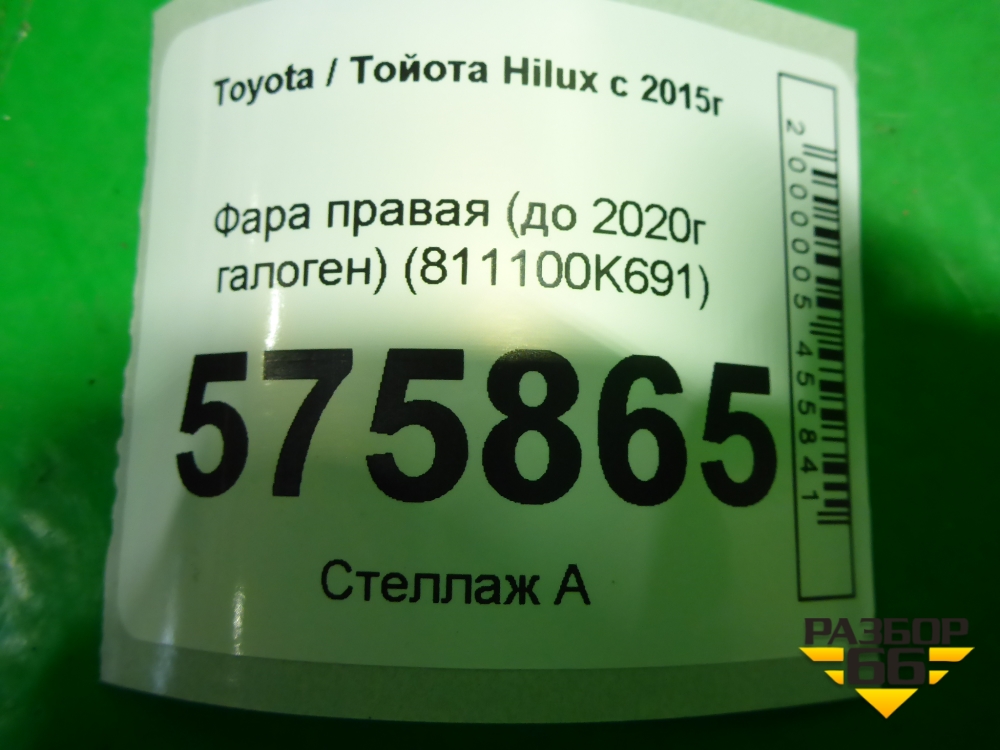 Toyota / Тойота Hilux с 2015г
Фара правая (до 2020г
галоген) (811100K691)
575865
Стеллаж А
2000005455841
РАЗБОР
66